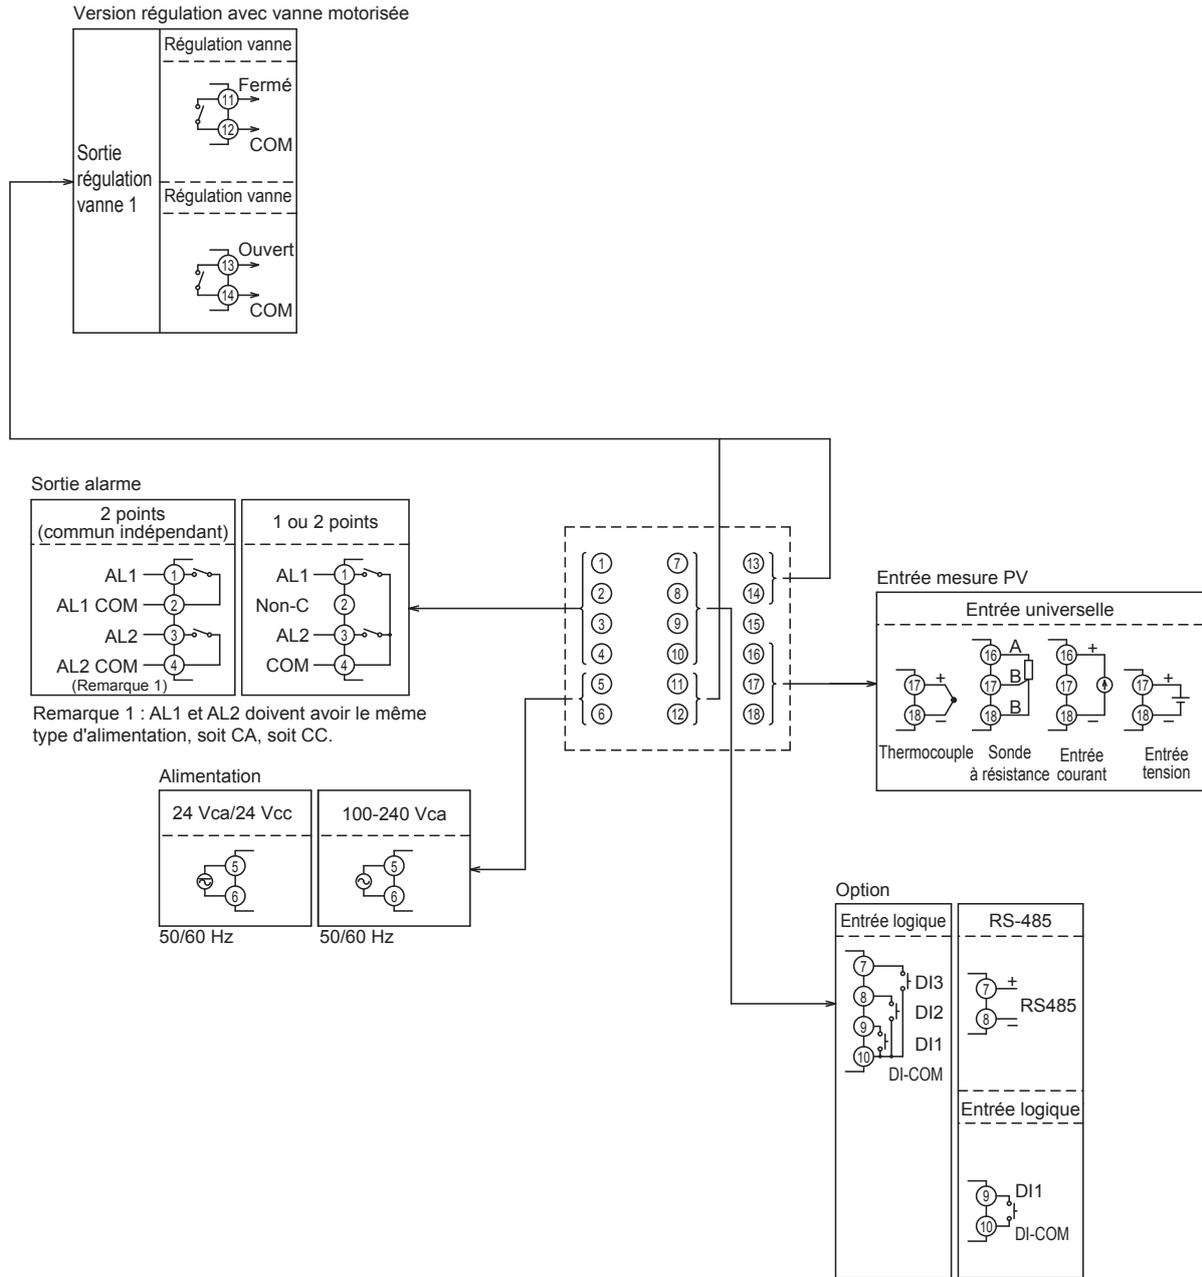 Version régulation avec vanne motorisée
Régulation vanne
Fermé
11
12
COM
Sortie
régulation
vanne 1
Régulation vanne
Ouvert
13
14
COM
Sortie alarme
2 points
(commun indépendant)
AL1 1
AL1 COM 2
AL2 3
AL2 COM 4
(Remarque 1)
1 ou 2 points
AL1 1
Non-C 2
AL2 3
COM 4
Remarque 1 : AL1 et AL2 doivent avoir le même
type d'alimentation, soit CA, soit CC.
1 7 13
2 8 14
3 9 15
4 10 16
5 11 17
6 12 18
Entrée mesure PV
Entrée universelle
17 +
18 –
Thermocouple
16 A
17 B
18 B
Sonde
à résistance
16 +
17
18 –
Entrée
courant
17 +
18 –
Entrée
tension
Alimentation
24 Vca/24 Vcc
5
6
50/60 Hz
100-240 Vca
5
6
50/60 Hz
Option
Entrée logique
7
DI3
8
DI2
9
DI1
10
DI-COM
RS-485
7 +
RS485
8 –
Entrée logique
9 DI1
10 DI-COM